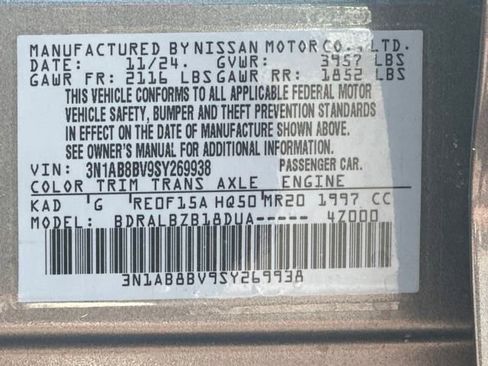 MANUFACTURED BY NISSAN MOTOR CO., LTD.
DATE: 11/24. GVWR: 3957 LBS
GAWR FR: 2116 LBS GAWR RR: 1852 LBS
THIS VEHICLE CONFORMS TO ALL APPLICABLE FEDERAL MOTOR
VEHICLE SAFETY, BUMPER AND THEFT PREVENTION STANDARDS
IN EFFECT ON THE DATE OF MANUFACTURE SHOWN ABOVE.
SEE OWNER'S MANUAL FOR ADDITIONAL INFORMATION.
VIN: 3N1AB8BV9SY269938 PASSENGER CAR.
COLOR TRIM TRANS AXLE ENGINE
KAD G RE0F15A HQ50 MR20 1997 CC
MODEL: BDRALBZB18DUA----- 4Z000
3N1AB8BV9SY269938